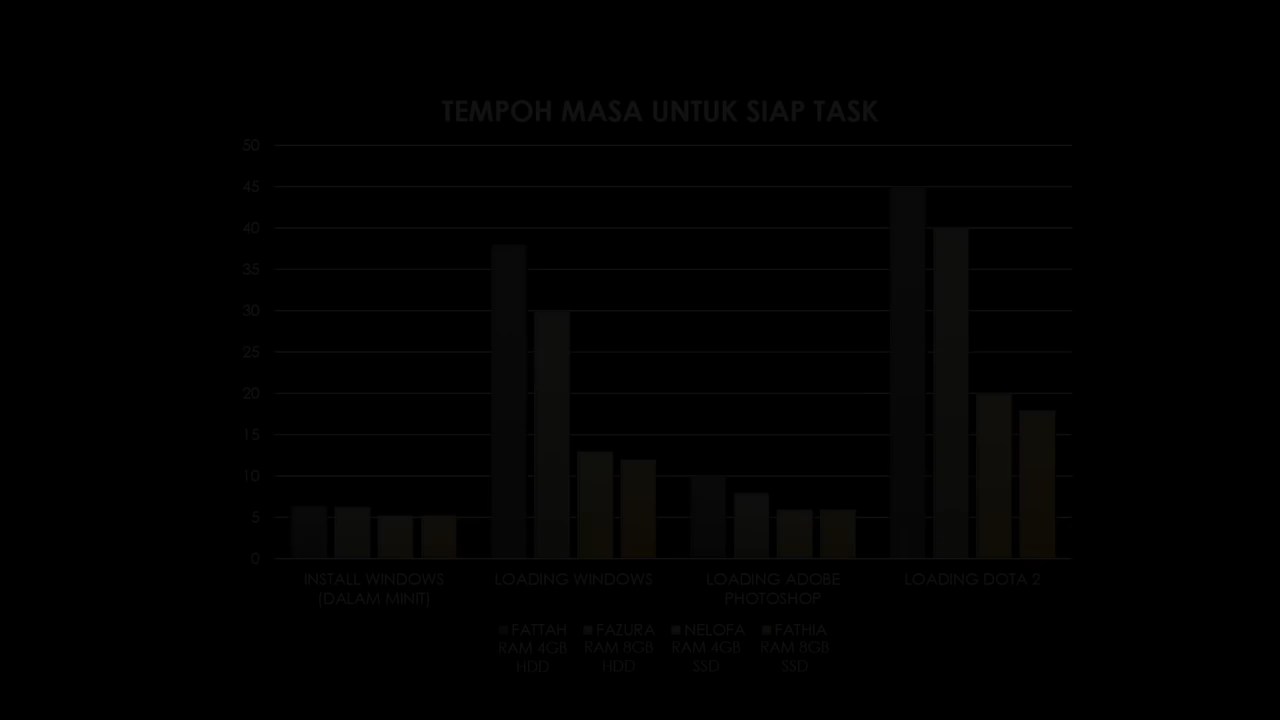 TEMPOH MASA UNTUK SIAP TASK
50
45
40
35
30
25
20
15
10
5
0
INSTALL WINDOWS
(DALAM MINIT)
LOADING WINDOWS
LOADING ADOBE
PHOTOSHOP
LOADING DOTA 2
FATTAH
RAM 4GB
HDD
FAZURA
RAM 8GB
HDD
NELOFA
RAM 4GB
SSD
FATHIA
RAM 8GB
SSD